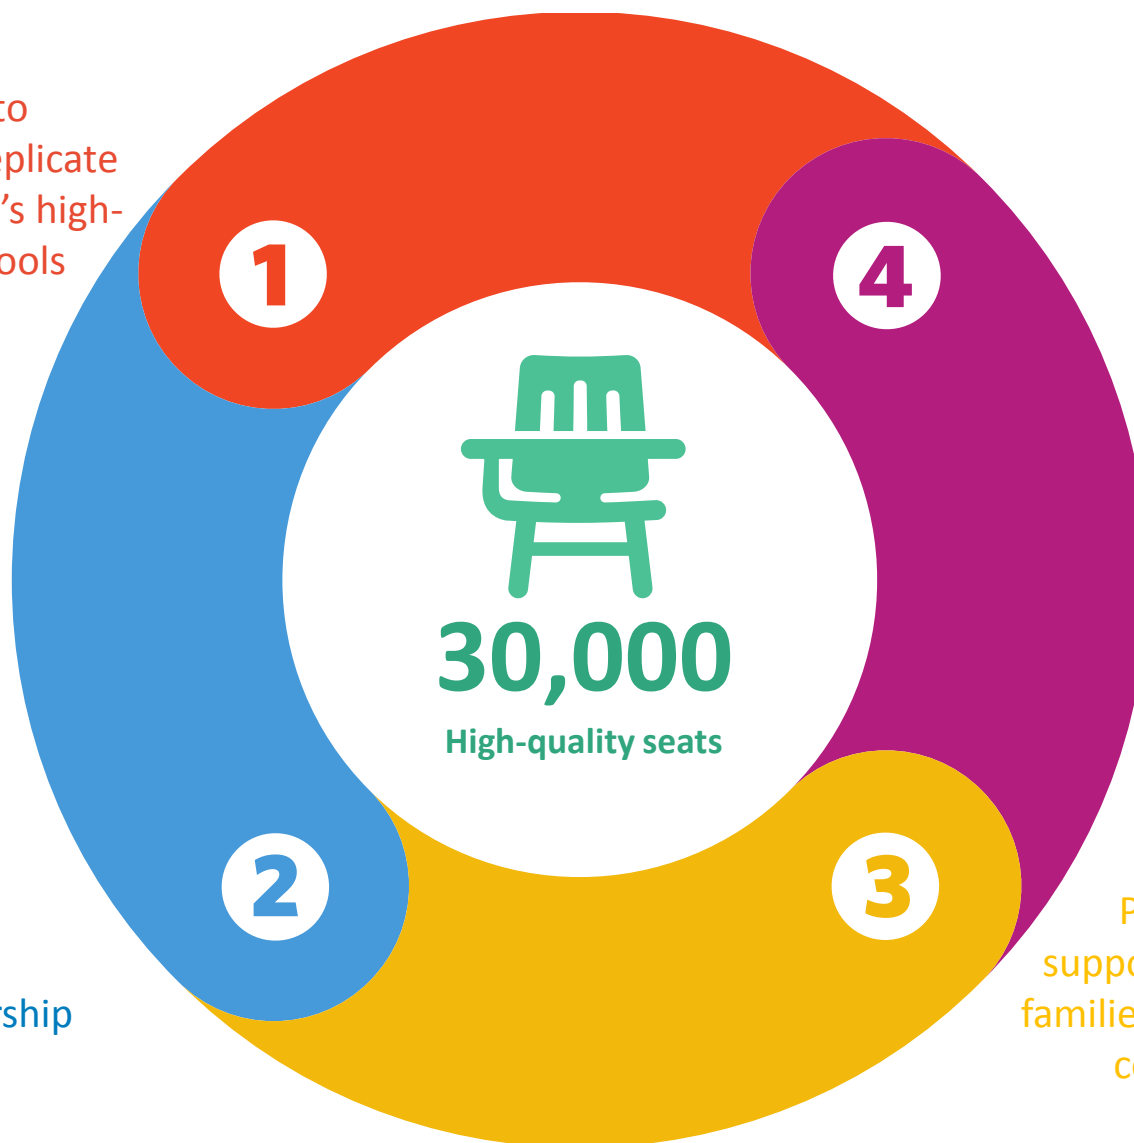 to
eplicate
's high-
ools
1
4
30,000
High-quality seats
2
3
rship
P
suppo
familie
c